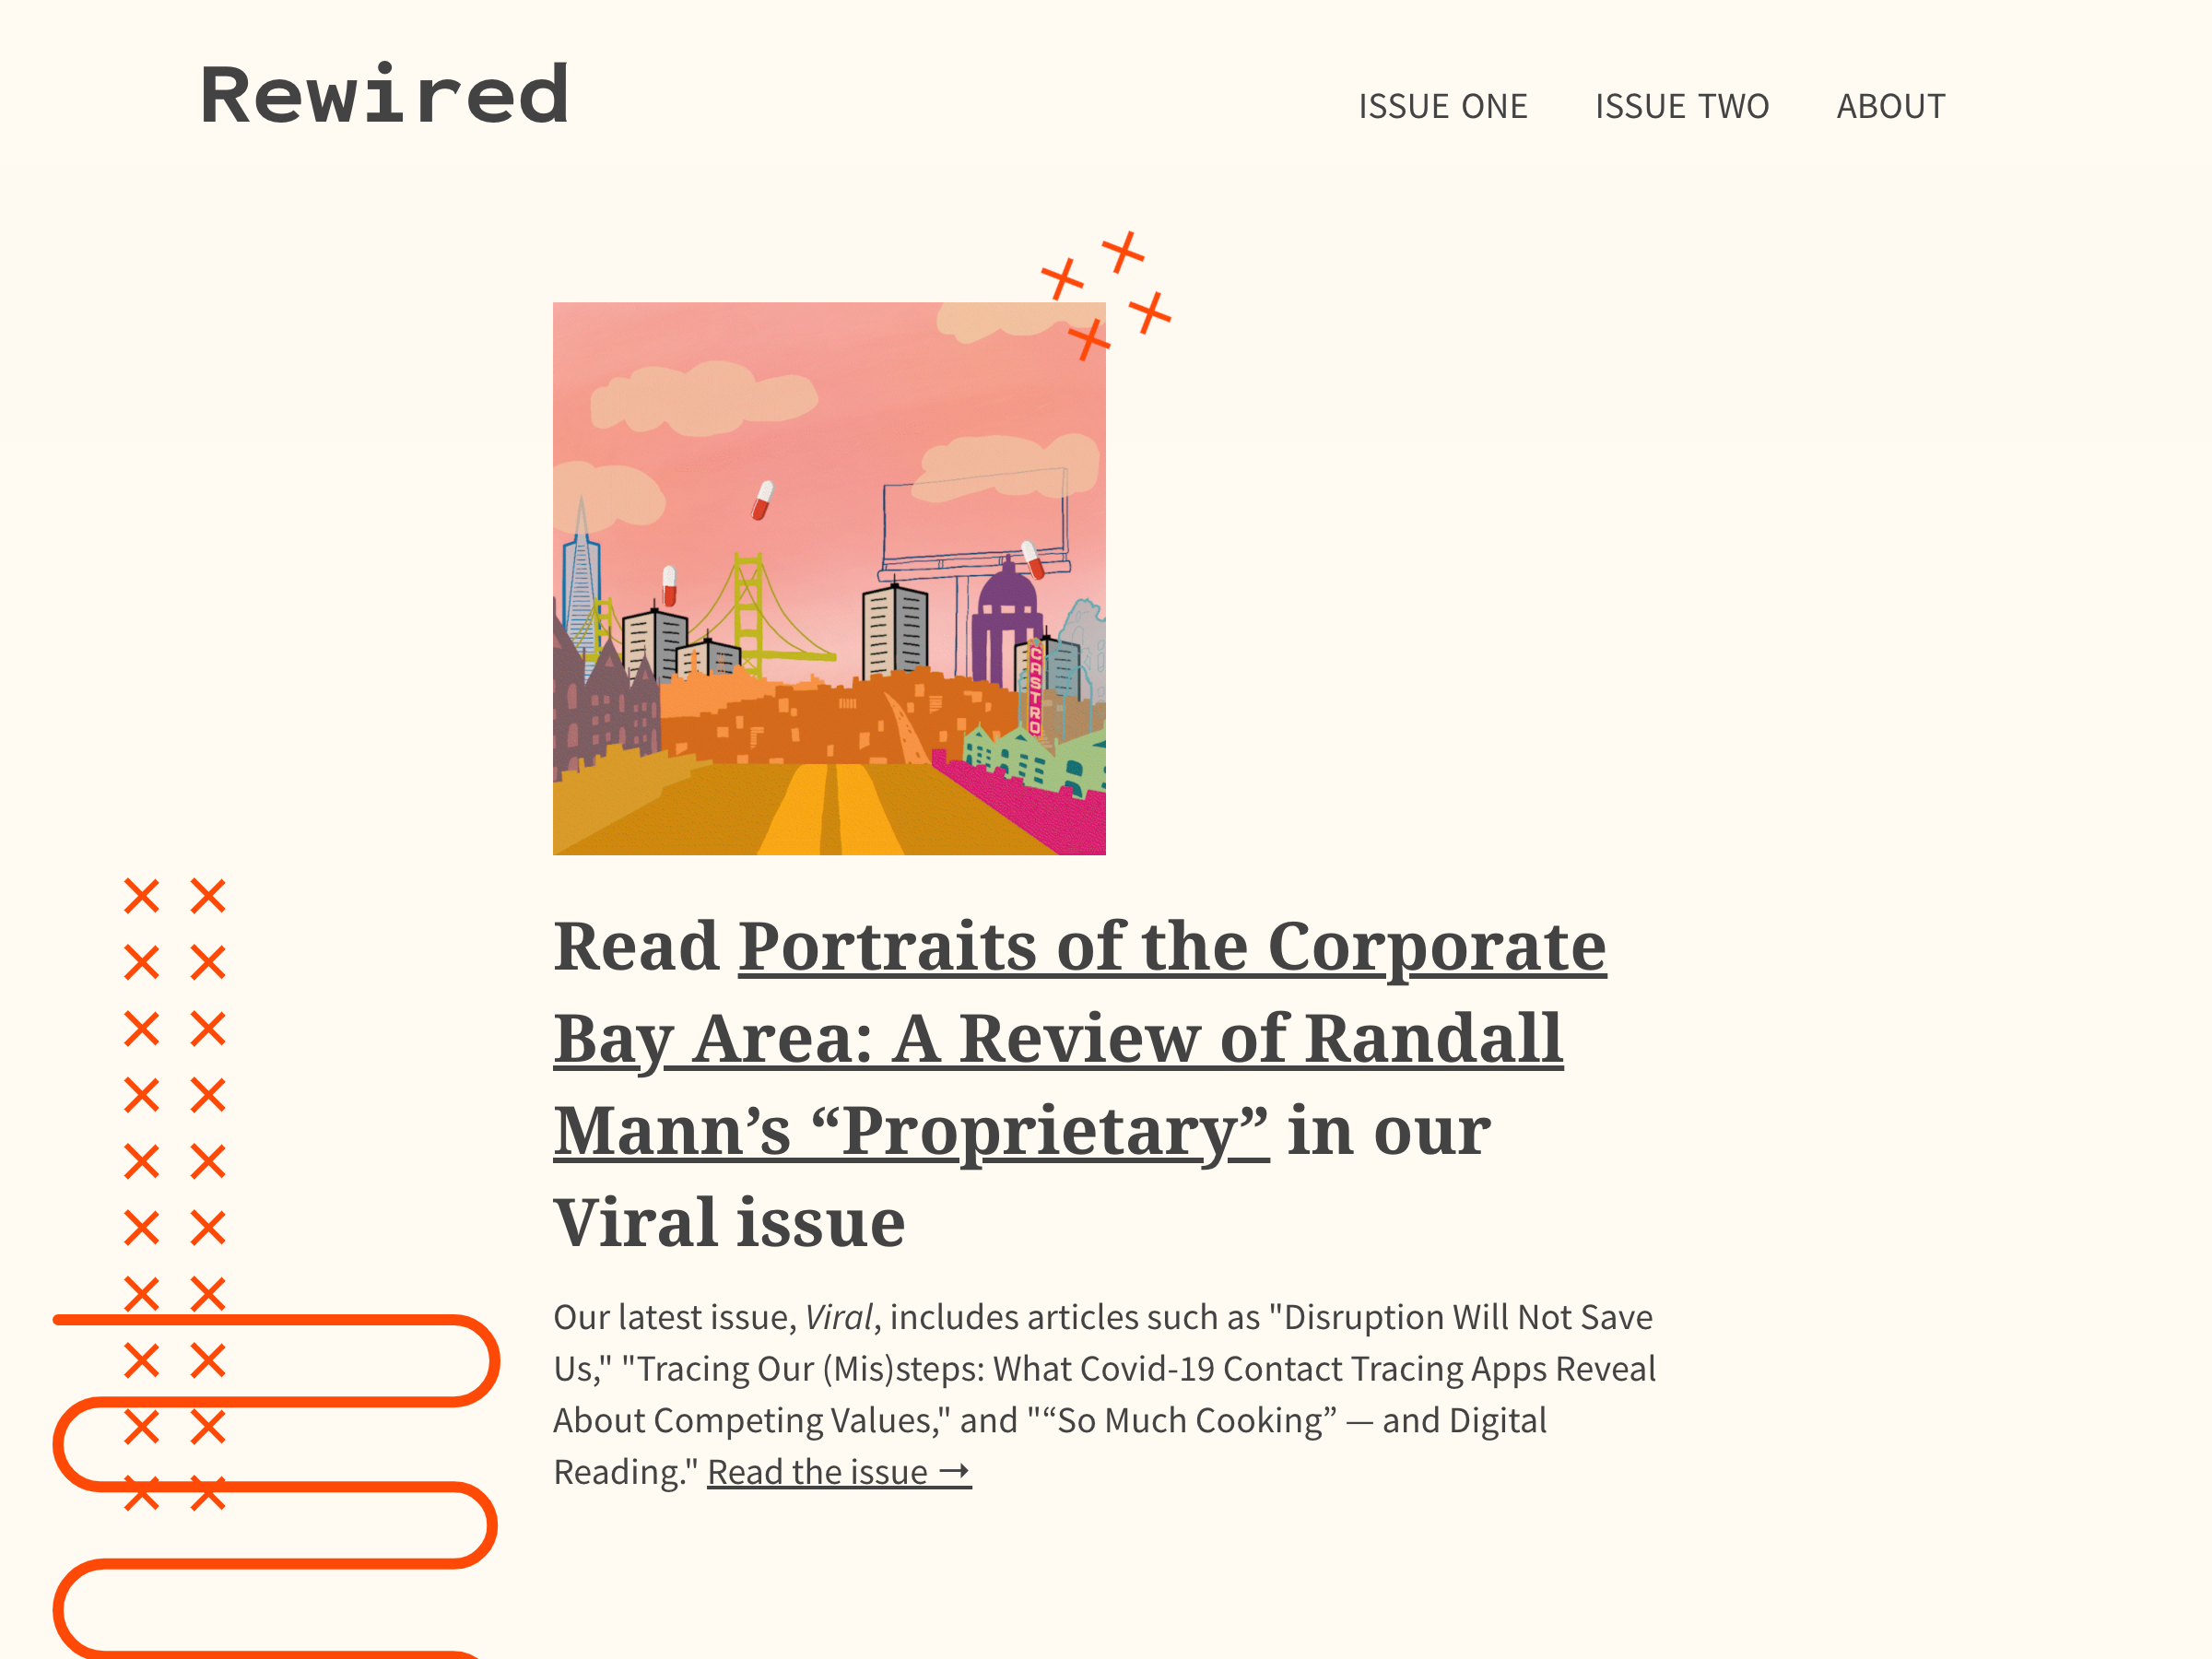 Rewired
ISSUE ONE
ISSUE TWO
ABOUT
CASTRO
Read Portraits of the Corporate
Bay Area: A Review of Randall
Mann’s “Proprietary” in our
Viral issue
Our latest issue, Viral, includes articles such as "Disruption Will Not Save
Us," "Tracing Our (Mis)steps: What Covid-19 Contact Tracing Apps Reveal
About Competing Values," and "“So Much Cooking” — and Digital
Reading." Read the issue →